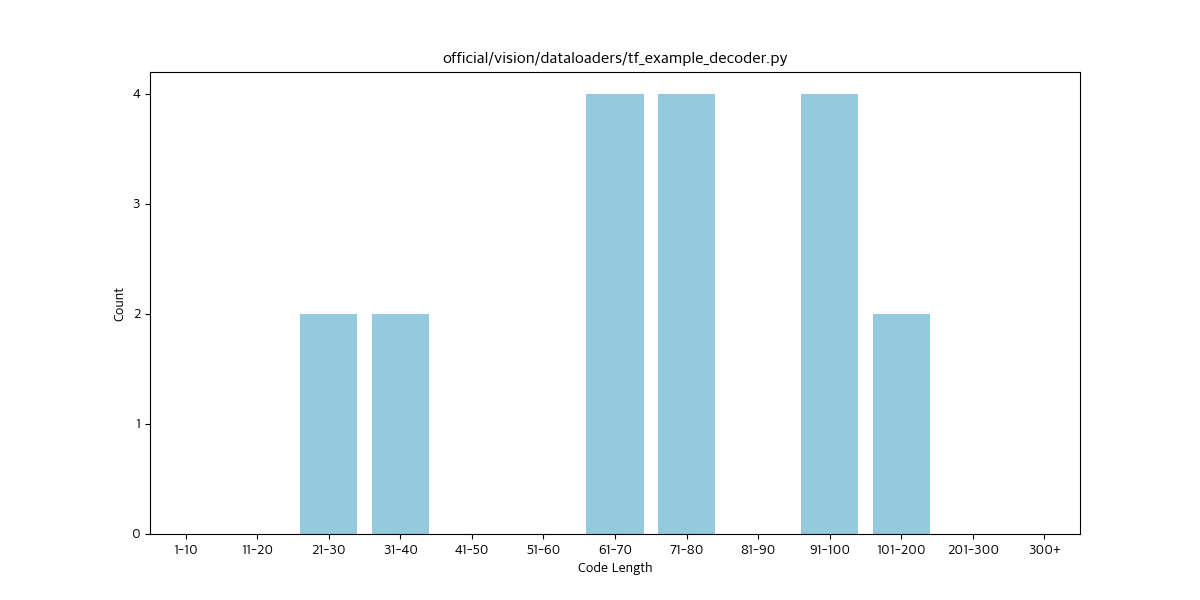 official/vision/dataloaders/tf_example_decoder.py
Count
4
3
2
1
0
1-10 11-20 21-30 31-40 41-50 51-60 61-70 71-80 81-90 91-100 101-200 201-300 300+
Code Length